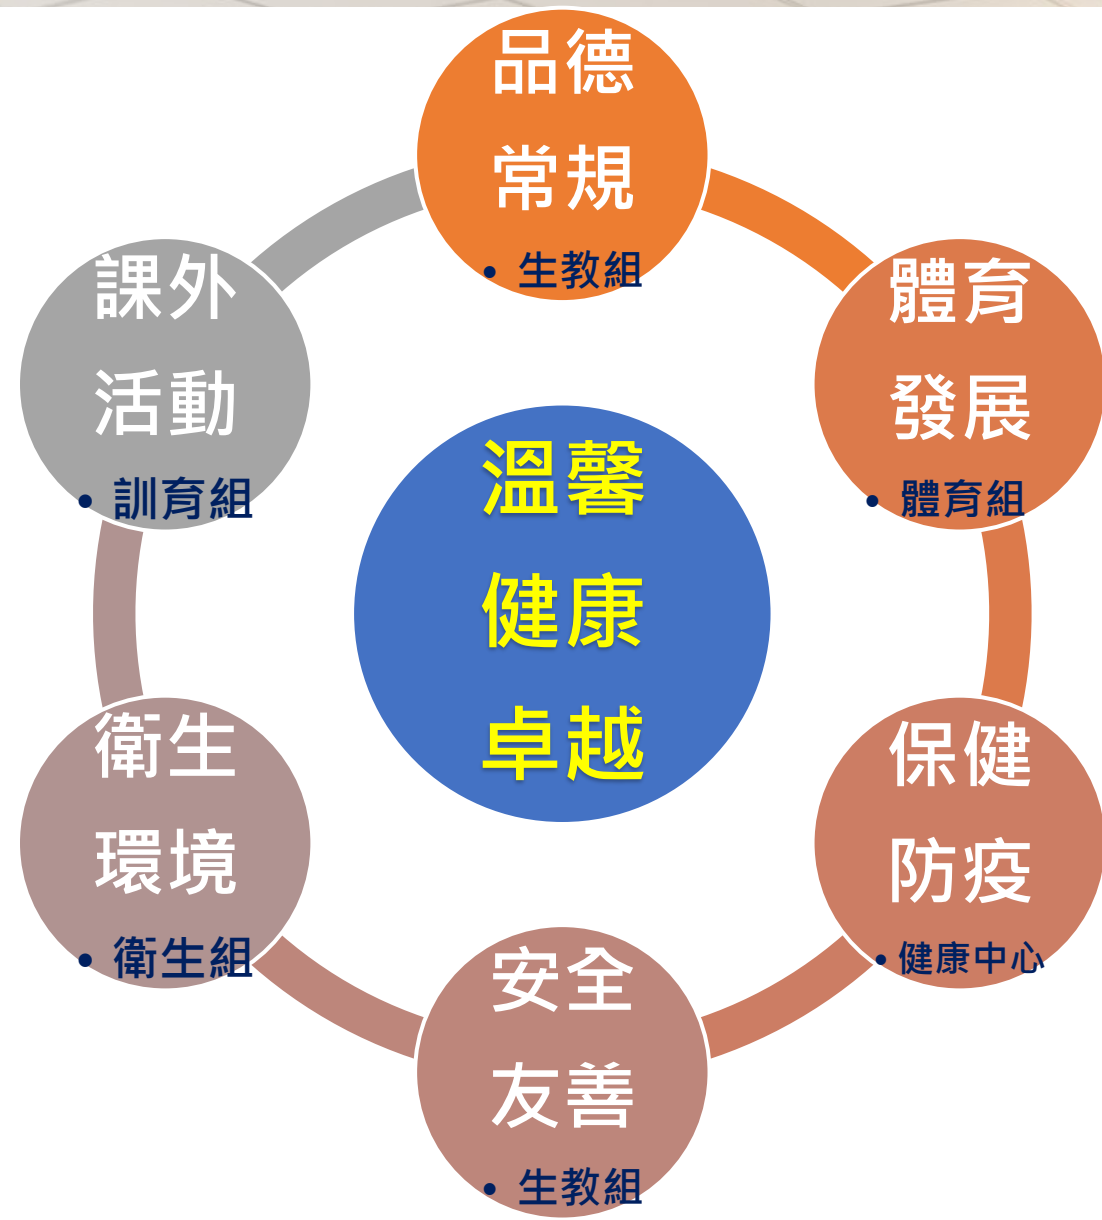 品德
常規
• 生教組
體育
發展
• 體育組
保健
防疫
• 健康中心
安全
友善
• 生教組
衛生
環境
• 衛生組
課外
活動
• 訓育組
溫馨
健康
卓越